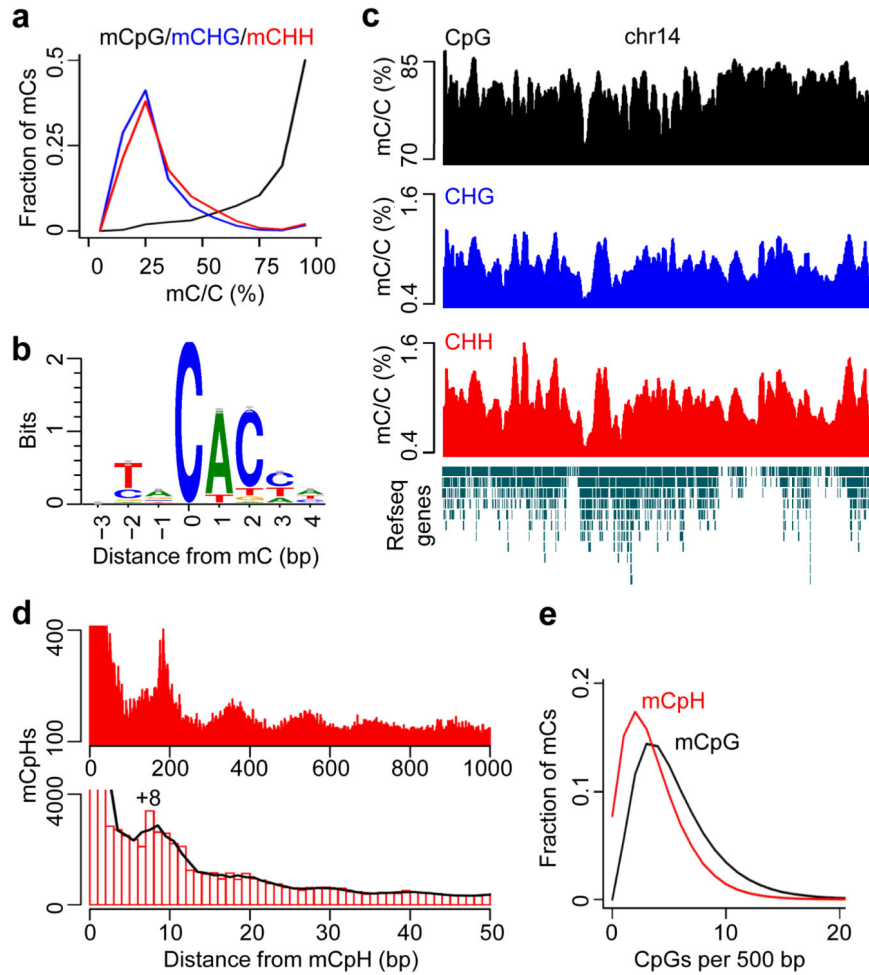 a
mCpG/mCHG/mCHH
Fraction of mCs
0.5
0.25
0
0 25 50 75 100
mC/C (%)
b
Bits
2
1
0
T C A C A C T T C T A A
-3 -2 -1 0 1 2 3 4
Distance from mC (bp)
c
CpG
chr14
mC/C (%)
85
70
CHG
mC/C (%)
1.6
0.4
CHH
mC/C (%)
1.6
0.4
Refseq
genes
d
mCpHs
400
100
0 200 400 600 800 1000
+8
4000
0
0 10 20 30 40 50
Distance from mCpH (bp)
e
mCpH
mCpG
Fraction of mCs
0.2
0.1
0
0 10 20
CpGs per 500 bp